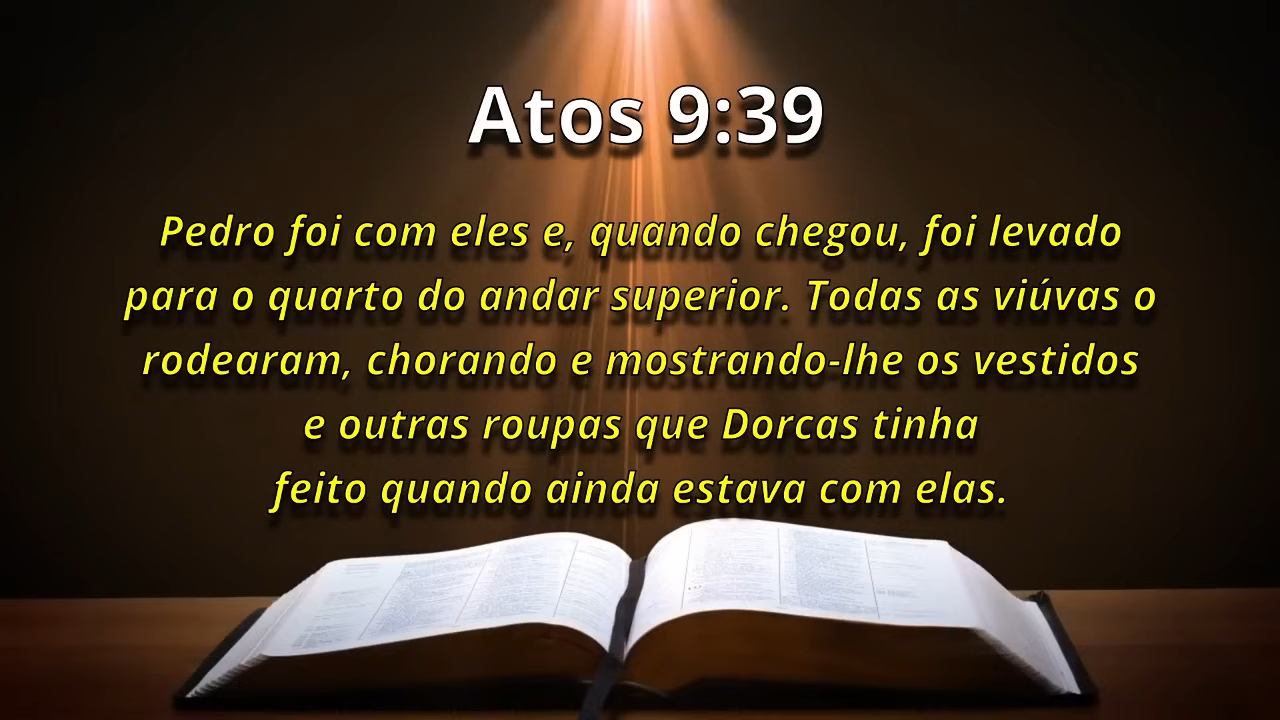 Atos 9:39
Pedro foi com eles e, quando chegou, foi levado
para o quarto do andar superior. Todas as viúvas o
rodearam, chorando e mostrando-lhe os vestidos
e outras roupas que Dorcas tinha
feito quando ainda estava com elas.